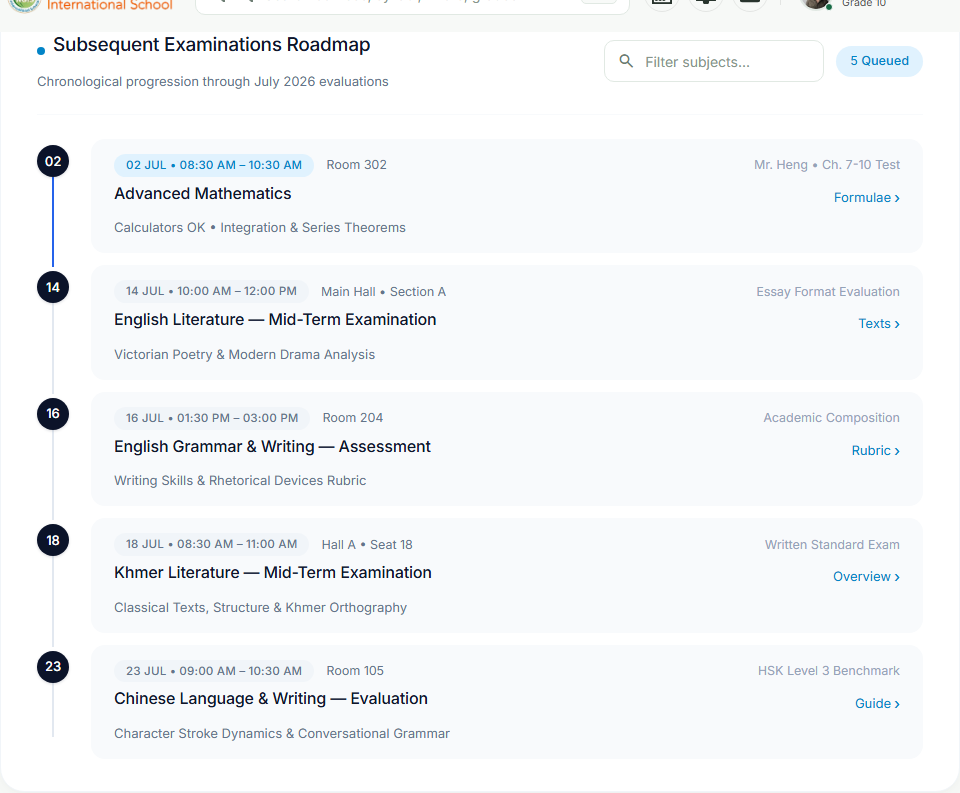 International School
Grade 10
Subsequent Examinations Roadmap
Chronological progression through July 2026 evaluations
Filter subjects...
5 Queued
02
02 JUL • 08:30 AM – 10:30 AM
Room 302
Mr. Heng • Ch. 7-10 Test
Advanced Mathematics
Formulae ›
Calculators OK • Integration & Series Theorems
14
14 JUL • 10:00 AM – 12:00 PM
Main Hall • Section A
Essay Format Evaluation
English Literature — Mid-Term Examination
Texts ›
Victorian Poetry & Modern Drama Analysis
16
16 JUL • 01:30 PM – 03:00 PM
Room 204
Academic Composition
English Grammar & Writing — Assessment
Rubric ›
Writing Skills & Rhetorical Devices Rubric
18
18 JUL • 08:30 AM – 11:00 AM
Hall A • Seat 18
Written Standard Exam
Khmer Literature — Mid-Term Examination
Overview ›
Classical Texts, Structure & Khmer Orthography
23
23 JUL • 09:00 AM – 10:30 AM
Room 105
HSK Level 3 Benchmark
Chinese Language & Writing — Evaluation
Guide ›
Character Stroke Dynamics & Conversational Grammar